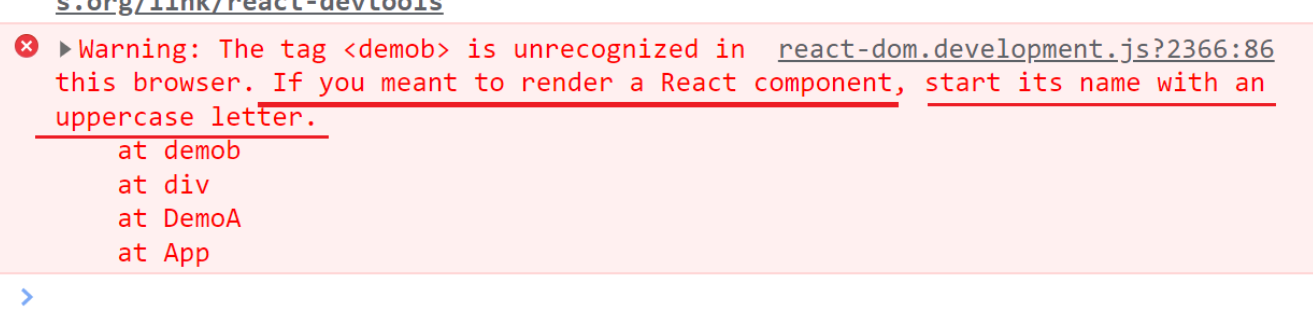 s.org/link/react-devtools
Warning: The tag <demob> is unrecognized in react-dom.development.js?2366:86
this browser. If you meant to render a React component, start its name with an
uppercase letter.
at demob
at div
at DemoA
at App